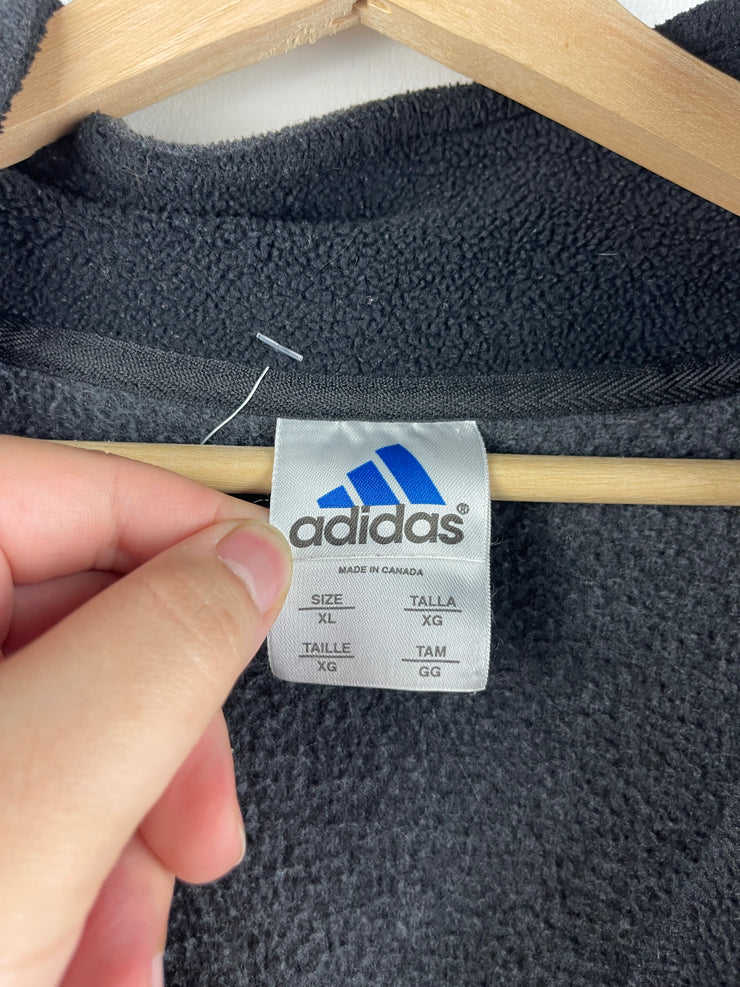 adidas®
MADE IN CANADA
SIZE TALLA
XL XG
TAILLE TAM
XG GG